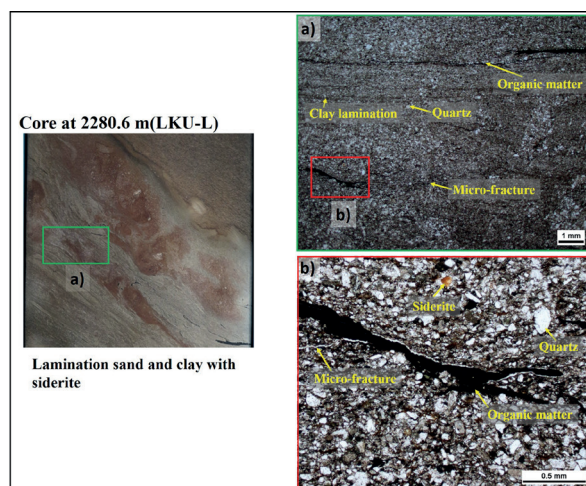 Core at 2280.6 m(LKU-L)
a)
Lamination sand and clay with
siderite
a)
Organic matter
Clay lamination
Quartz
Micro-fracture
b)
1 mm
b)
Siderite
Quartz
Micro-fracture
Organic matter
0.5 mm